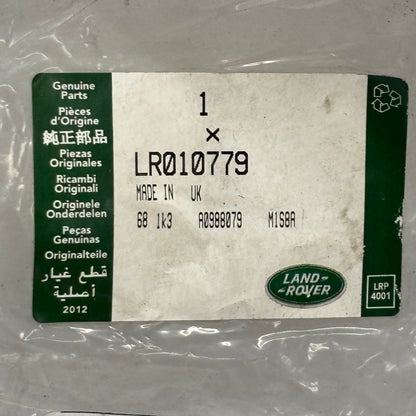 Genuine
Parts
Pièces
d'Origine
純正部品
Piezas
Originales
Ricambi
Originali
Originele
Onderdelen
Peças
Genuinas
Originalteile
قطع غيار
أصلية
2012
1
×
LR010779
MADE IN UK
68 1k3 A0988079 M1S8A
LAND-
-ROVER
LRP
4001